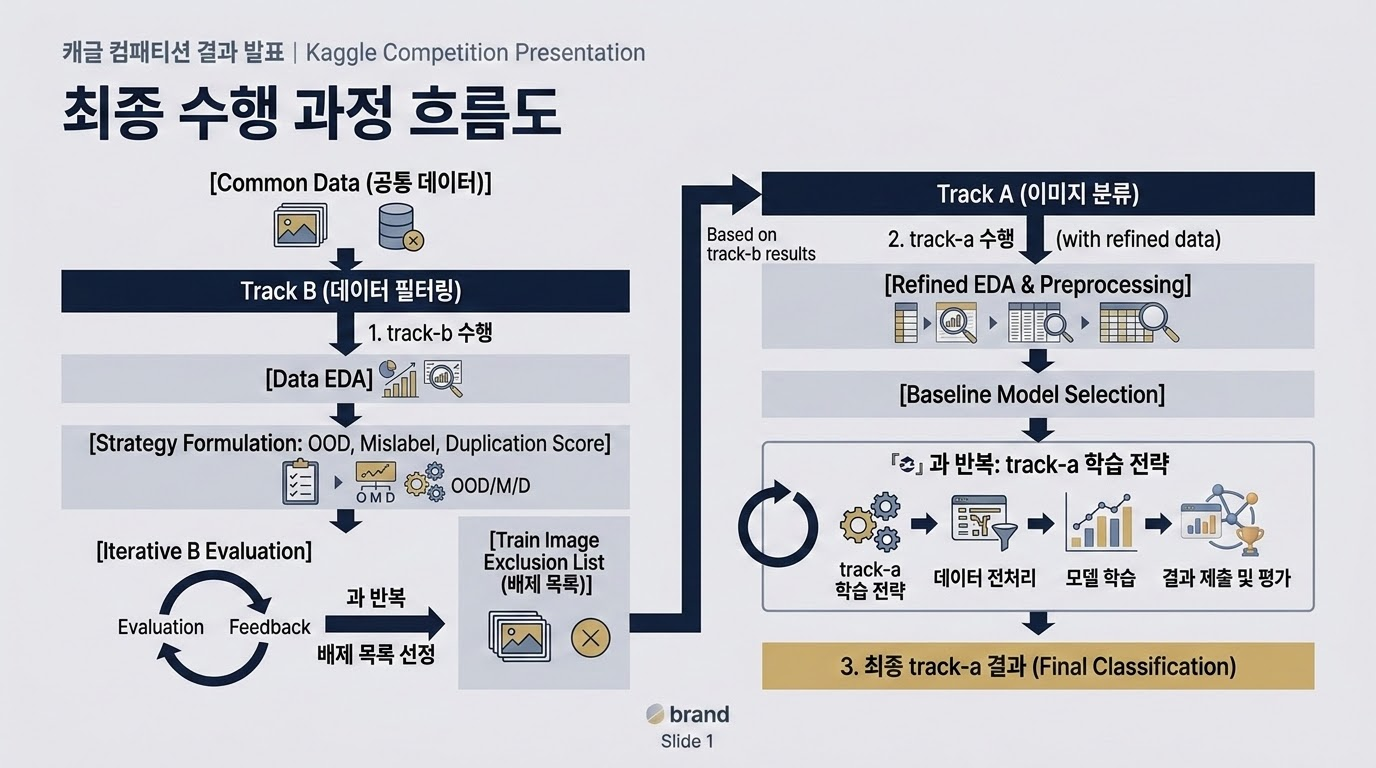 캐글 컴패티션 결과 발표 | Kaggle Competition Presentation
최종 수행 과정 흐름도
[Common Data (공통 데이터)]
Track B (데이터 필터링)
1. track-b 수행
[Data EDA]
[Strategy Formulation: OOD, Mislabel, Duplication Score]
OMD
OOD/M/D
[Iterative B Evaluation]
Evaluation
Feedback
과 반복
배제 목록 선정
[Train Image
Exclusion List
(배제 목록)]
Based on
track-b results
Track A (이미지 분류)
2. track-a 수행
(with refined data)
[Refined EDA & Preprocessing]
[Baseline Model Selection]
『』과 반복: track-a 학습 전략
track-a
학습 전략
데이터 전처리
모델 학습
결과 제출 및 평가
3. 최종 track-a 결과 (Final Classification)
brand
Slide 1